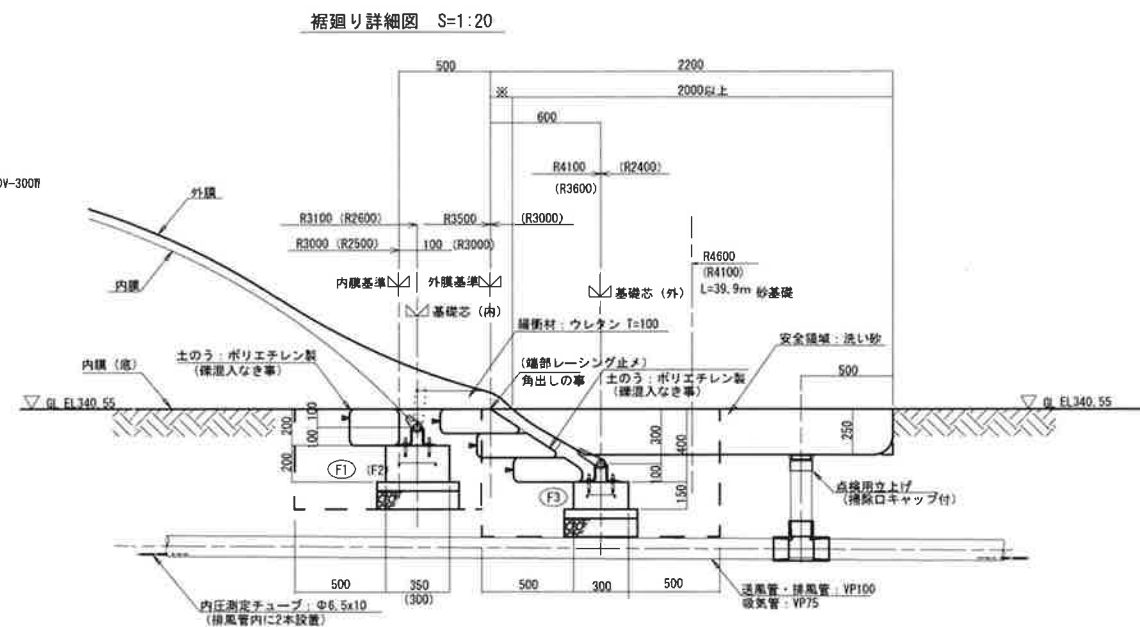 裾廻り詳細図 S=1:20
500
2200
※
2000以上
600
R4100
(R2400)
(R3600)
0V-300W
外膜
R3100 (R2600)
R3500
(R3000)
R3000 (R2500)
100
(R3000)
R4600
(R4100)
L=39.9m 砂基礎
内膜
内膜基準
外膜基準
基礎芯 (外)
基礎芯 (内)
緩衝材:ウレタン T=100
安全領域:洗い砂
土のう:ポリエチレン製
(礫混入なき事)
(端部レーシング止メ)
角出しの事
土のう:ポリエチレン製
(礫混入なき事)
内膜 (底)
500
GL EL340.55
GL EL340.55
100
200
100
200
300
400
100
150
250
F1
(F2)
F3
点検用立上げ
(掃除口キャップ付)
500
350
(300)
500
300
500
内圧測定チューブ:Φ6.5x10
(排風管内に2本設置)
送風管・排風管:VP100
吸気管:VP75